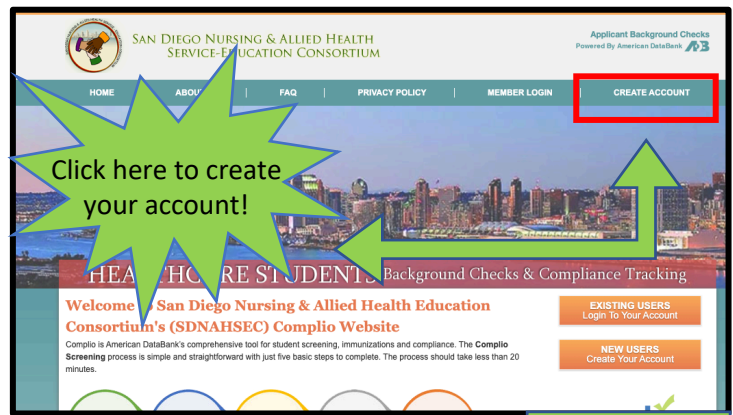 SAN DIEGO NURSING & ALLIED HEALTH
SERVICE-EDUCATION CONSORTIUM
Applicant Background Checks
Powered By American DataBank
HOME
FAQ
PRIVACY POLICY
MEMBER LOGIN
CREATE ACCOUNT
Click here to create
your account!
STUDENTS Background Checks & Compliance Tracking
Welcome San Diego Nursing & Allied Health Education
Consortium's (SDNAHSEC) Complio Website
Complio is American DataBank's comprehensive tool for student screening, immunizations and compliance. The Complio
Screening process is simple and straightforward with just five basic steps to complete. The process should take less than 20
minutes.
EXISTING USERS
Login To Your Account
NEW USERS
Create Your Account